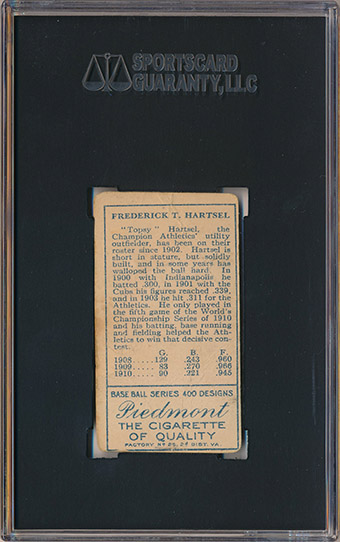 SPORTSCARD
GUARANTY, LLC
FREDERICK T. HARTSEL
"Topsy" Hartsel, the
Champion Athletics' utility
outfielder, has been on their
roster since 1902. Hartsel is
short in stature, but solidly
built, and in some years has
walloped the ball hard. In
1900 with Indianapolis he
batted .300, in 1901 with the
Cubs his figures reached .339,
and in 1903 he hit .311 for the
Athletics. He only played in
the fifth game of the World's
Championship Series of 1910
and his batting, base running
and fielding helped the Ath-
letics to win that decisive con-
test.
G. B. F.
1908.....129 .243 .960
1909..... 83 .270 .966
1910..... 90 .221 .945
BASE BALL SERIES 400 DESIGNS
Piedmont
THE CIGARETTE
OF QUALITY
FACTORY No 25, 2d DIST. VA.